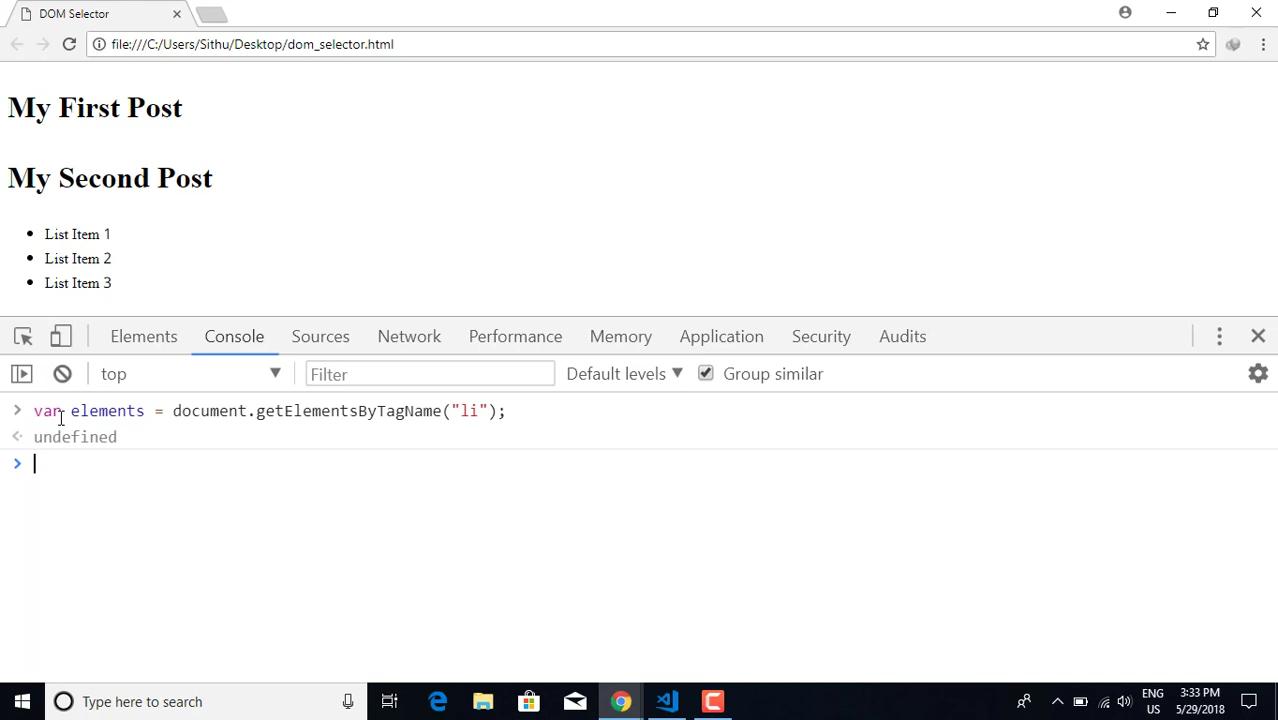 DOM Selector
file:///C:/Users/Sithu/Desktop/dom_selector.html
My First Post
My Second Post
List Item 1
List Item 2
List Item 3
Elements Console Sources Network Performance Memory Application Security Audits
top Filter Default levels Group similar
var elements = document.getElementsByTagName("li");
undefined
Type here to search
ENG 3:33 PM
US 5/29/2018